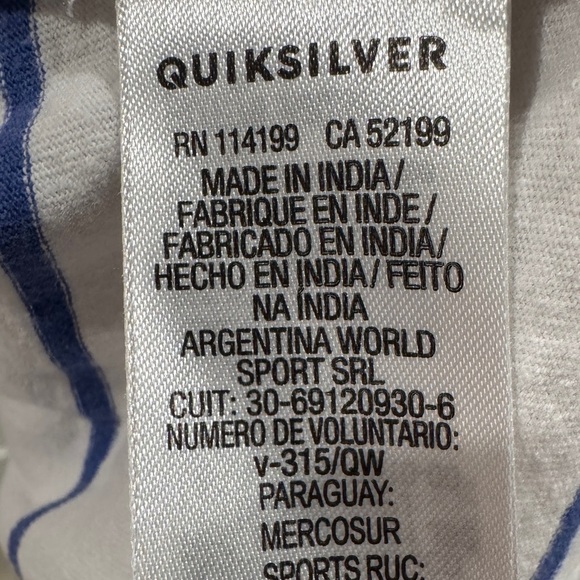 QUIKSILVER
RN 114199 CA 52199
MADE IN INDIA/
FABRIQUE EN INDE /
FABRICADO EN INDIA/
HECHO EN INDIA/ FEITO
NA ÍNDIA
ARGENTINA WORLD
SPORT SRL
CUIT: 30-69120930-6
NUMERO DE VOLUNTARIO:
v-315/QW
PARAGUAY:
MERCOSUR
SPORTS RUC: